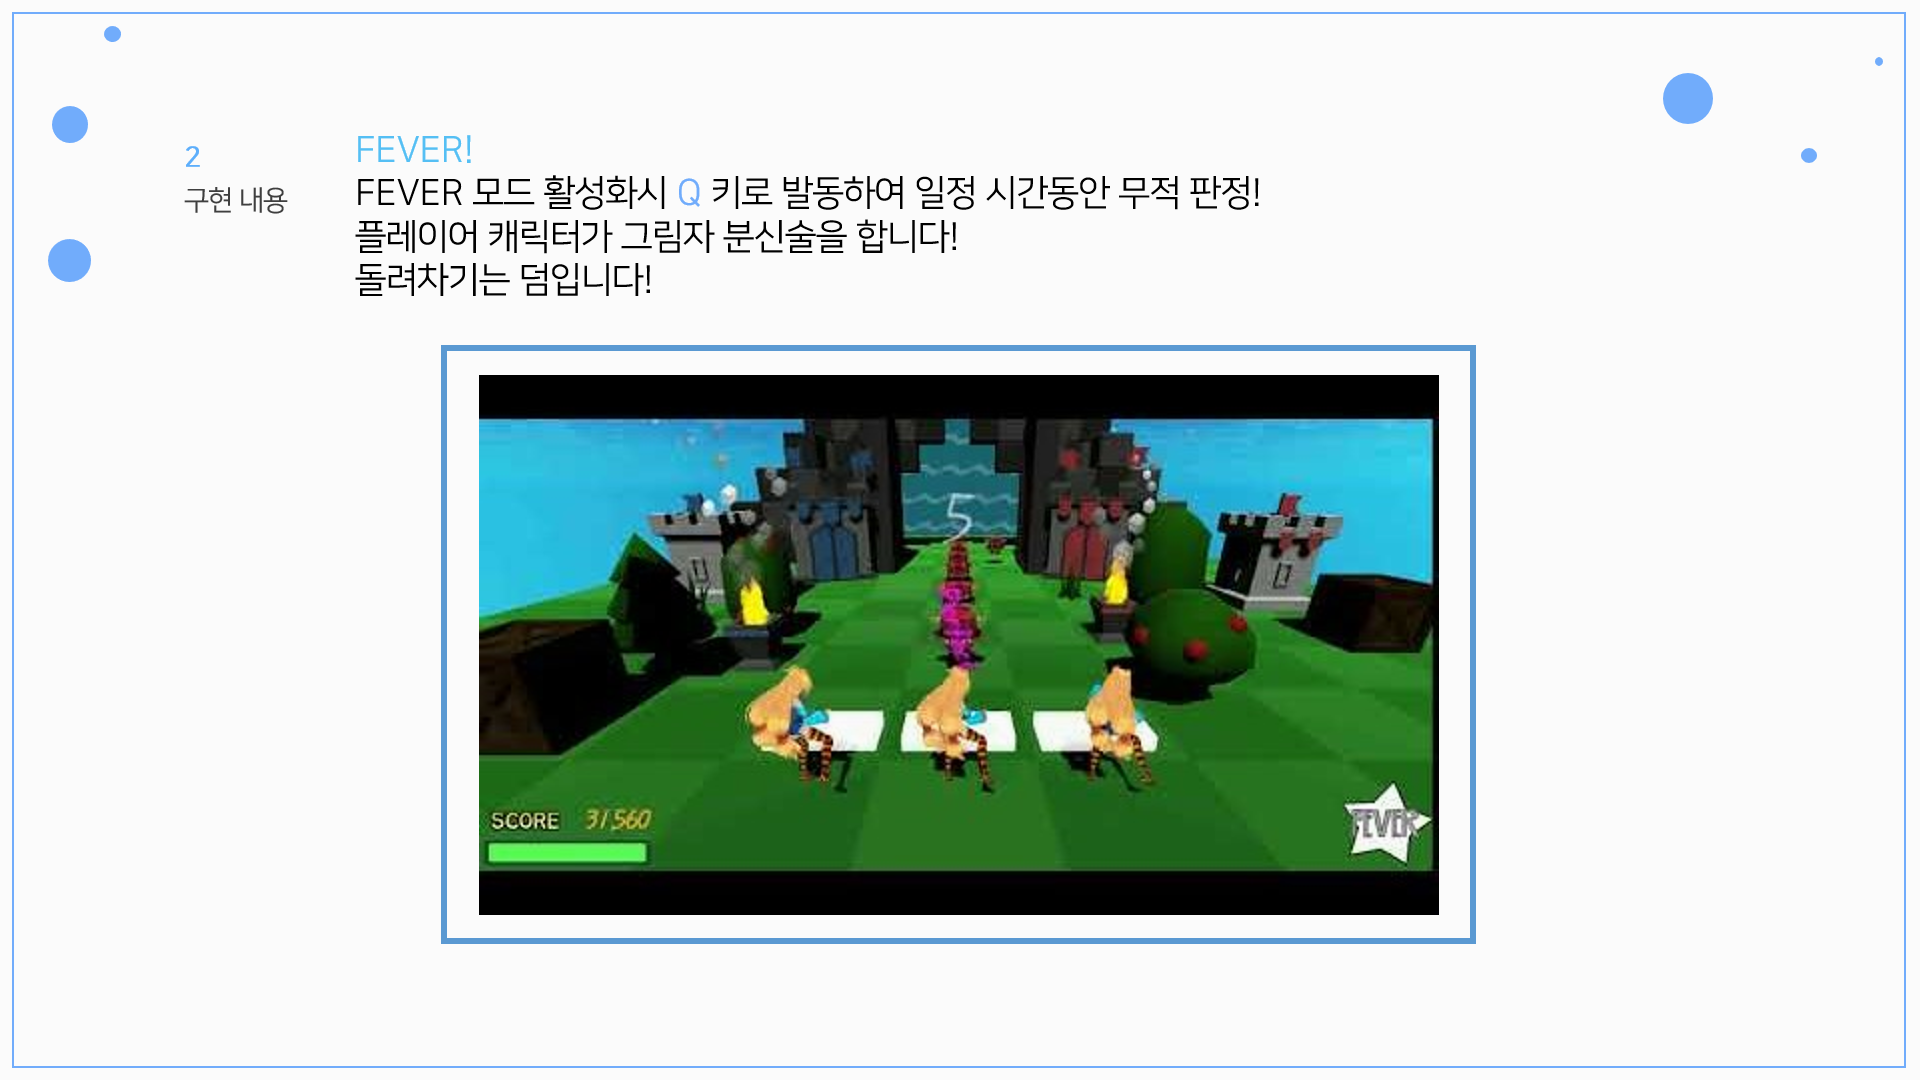 2
구현 내용
FEVER!
FEVER 모드 활성화시 Q 키로 발동하여 일정 시간동안 무적 판정!
플레이어 캐릭터가 그림자 분신술을 합니다!
돌려차기는 덤입니다!
5
SCORE 31560
FEVER